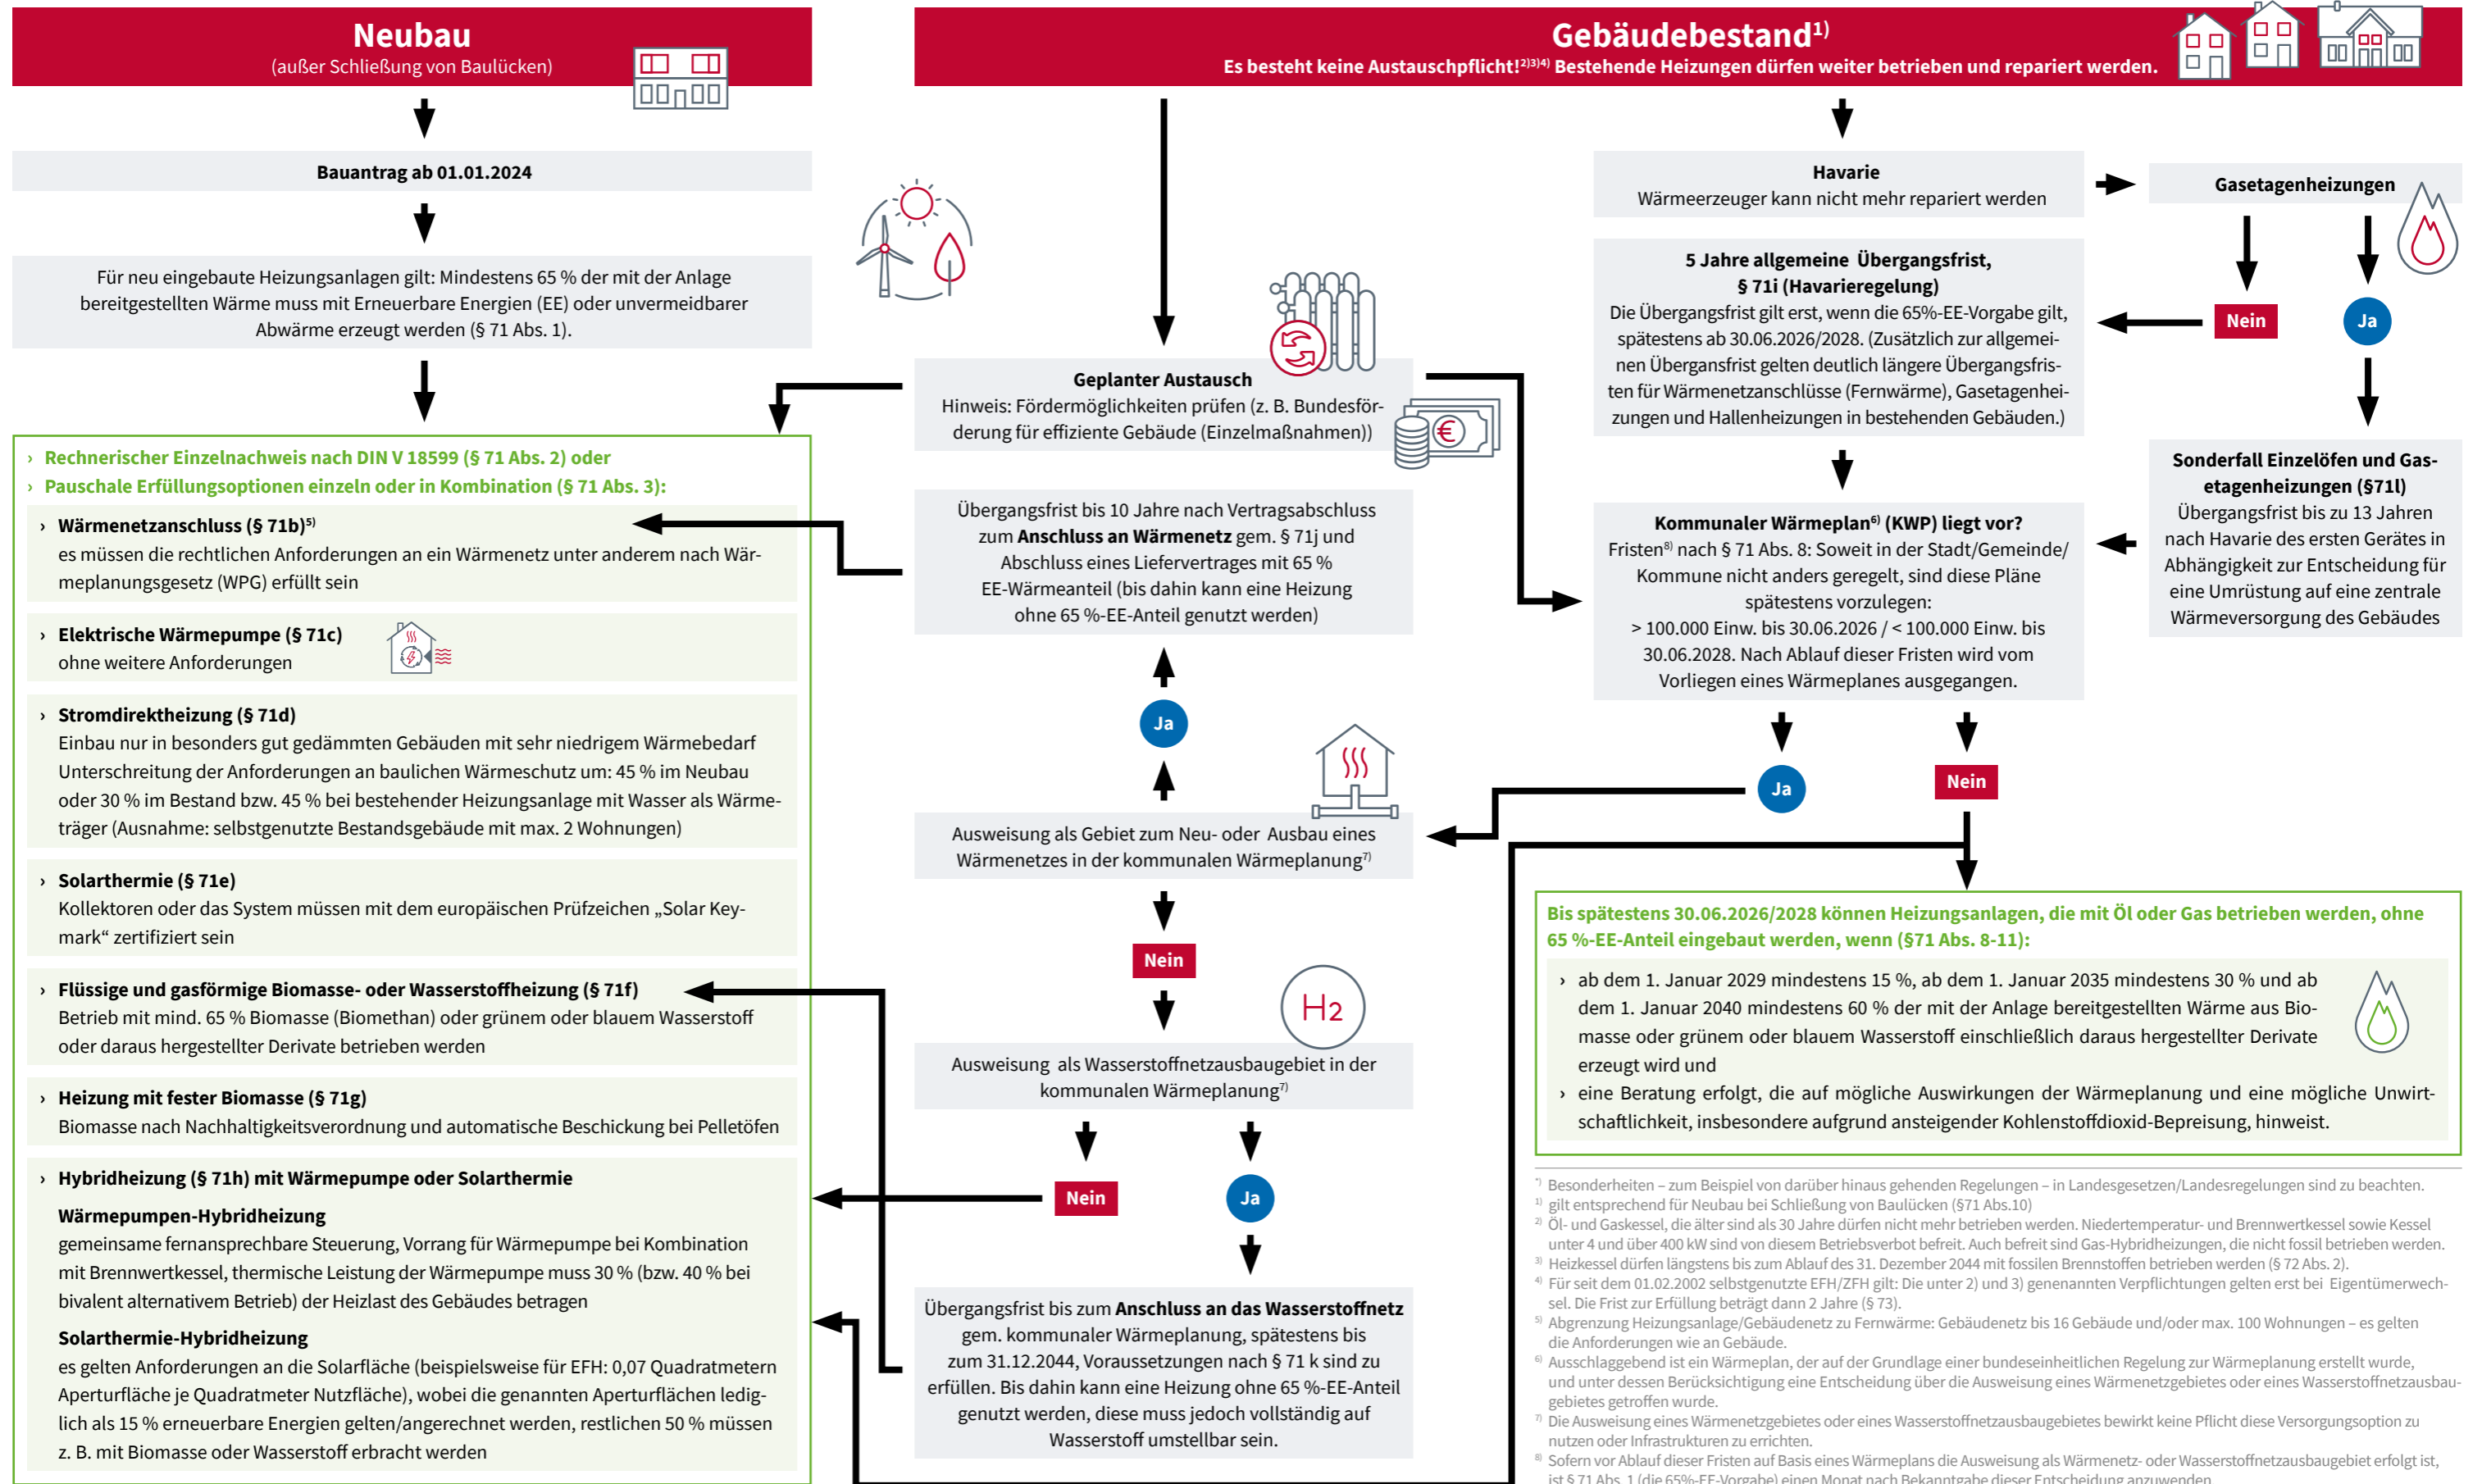 Neubau
(außer Schließung von Baulücken)
Bauantrag ab 01.01.2024
Für neu eingebaute Heizungsanlagen gilt: Mindestens 65 % der mit der Anlage
bereitgestellten Wärme muss mit Erneuerbare Energien (EE) oder unvermeidbarer
Abwärme erzeugt werden (§ 71 Abs. 1).
› Rechnerischer Einzelnachweis nach DIN V 18599 (§ 71 Abs. 2) oder
› Pauschale Erfüllungsoptionen einzeln oder in Kombination (§ 71 Abs. 3):
› Wärmenetzanschluss (§ 71b)5)
es müssen die rechtlichen Anforderungen an ein Wärmenetz unter anderem nach Wär-
meplanungsgesetz (WPG) erfüllt sein
› Elektrische Wärmepumpe (§ 71c)
ohne weitere Anforderungen
› Stromdirektheizung (§ 71d)
Einbau nur in besonders gut gedämmten Gebäuden mit sehr niedrigem Wärmebedarf
Unterschreitung der Anforderungen an baulichen Wärmeschutz um: 45 % im Neubau
oder 30 % im Bestand bzw. 45 % bei bestehender Heizungsanlage mit Wasser als Wärme-
träger (Ausnahme: selbstgenutzte Bestandsgebäude mit max. 2 Wohnungen)
› Solarthermie (§ 71e)
Kollektoren oder das System müssen mit dem europäischen Prüfzeichen „Solar Key-
mark“ zertifiziert sein
› Flüssige und gasförmige Biomasse- oder Wasserstoffheizung (§ 71f)
Betrieb mit mind. 65 % Biomasse (Biomethan) oder grünem oder blauem Wasserstoff
oder daraus hergestellter Derivate betrieben werden
› Heizung mit fester Biomasse (§ 71g)
Biomasse nach Nachhaltigkeitsverordnung und automatische Beschickung bei Pelletöfen
› Hybridheizung (§ 71h) mit Wärmepumpe oder Solarthermie
Wärmepumpen-Hybridheizung
gemeinsame fernansprechbare Steuerung, Vorrang für Wärmepumpe bei Kombination
mit Brennwertkessel, thermische Leistung der Wärmepumpe muss 30 % (bzw. 40 % bei
bivalent alternativem Betrieb) der Heizlast des Gebäudes betragen
Solarthermie-Hybridheizung
es gelten Anforderungen an die Solarfläche (beispielsweise für EFH: 0,07 Quadratmetern
Aperturfläche je Quadratmeter Nutzfläche), wobei die genannten Aperturflächen ledig-
lich als 15 % erneuerbare Energien gelten/angerechnet werden, restlichen 50 % müssen
z. B. mit Biomasse oder Wasserstoff erbracht werden
Gebäudebestand1)
Es besteht keine Austauschpflicht!2)3)4) Bestehende Heizungen dürfen weiter betrieben und repariert werden.
Geplanter Austausch
Hinweis: Fördermöglichkeiten prüfen (z. B. Bundesför-
derung für effiziente Gebäude (Einzelmaßnahmen))
€
Übergangsfrist bis 10 Jahre nach Vertragsabschluss
zum Anschluss an Wärmenetz gem. § 71j und
Abschluss eines Liefervertrages mit 65 %
EE-Wärmeanteil (bis dahin kann eine Heizung
ohne 65 %-EE-Anteil genutzt werden)
Ja
Ausweisung als Gebiet zum Neu- oder Ausbau eines
Wärmenetzes in der kommunalen Wärmeplanung7)
Nein
H2
Ausweisung als Wasserstoffnetzausbaugebiet in der
kommunalen Wärmeplanung7)
Nein
Ja
Übergangsfrist bis zum Anschluss an das Wasserstoffnetz
gem. kommunaler Wärmeplanung, spätestens bis
zum 31.12.2044, Voraussetzungen nach § 71 k sind zu
erfüllen. Bis dahin kann eine Heizung ohne 65 %-EE-Anteil
genutzt werden, diese muss jedoch vollständig auf
Wasserstoff umstellbar sein.
Havarie
Wärmeerzeuger kann nicht mehr repariert werden
5 Jahre allgemeine Übergangsfrist,
§ 71i (Havarieregelung)
Die Übergangsfrist gilt erst, wenn die 65%-EE-Vorgabe gilt,
spätestens ab 30.06.2026/2028. (Zusätzlich zur allgemei-
nen Übergansfrist gelten deutlich längere Übergangsfris-
ten für Wärmenetzanschlüsse (Fernwärme), Gasetagenhei-
zungen und Hallenheizungen in bestehenden Gebäuden.)
Gasetagenheizungen
Nein
Ja
Sonderfall Einzelöfen und Gas-
etagenheizungen (§71l)
Übergangsfrist bis zu 13 Jahren
nach Havarie des ersten Gerätes in
Abhängigkeit zur Entscheidung für
eine Umrüstung auf eine zentrale
Wärmeversorgung des Gebäudes
Kommunaler Wärmeplan6) (KWP) liegt vor?
Fristen8) nach § 71 Abs. 8: Soweit in der Stadt/Gemeinde/
Kommune nicht anders geregelt, sind diese Pläne
spätestens vorzulegen:
> 100.000 Einw. bis 30.06.2026 / < 100.000 Einw. bis
30.06.2028. Nach Ablauf dieser Fristen wird vom
Vorliegen eines Wärmeplanes ausgegangen.
Ja
Nein
Bis spätestens 30.06.2026/2028 können Heizungsanlagen, die mit Öl oder Gas betrieben werden, ohne
65 %-EE-Anteil eingebaut werden, wenn (§71 Abs. 8-11):
› ab dem 1. Januar 2029 mindestens 15 %, ab dem 1. Januar 2035 mindestens 30 % und ab
dem 1. Januar 2040 mindestens 60 % der mit der Anlage bereitgestellten Wärme aus Bio-
masse oder grünem oder blauem Wasserstoff einschließlich daraus hergestellter Derivate
erzeugt wird und
› eine Beratung erfolgt, die auf mögliche Auswirkungen der Wärmeplanung und eine mögliche Unwirt-
schaftlichkeit, insbesondere aufgrund ansteigender Kohlenstoffdioxid-Bepreisung, hinweist.
*) Besonderheiten – zum Beispiel von darüber hinaus gehenden Regelungen – in Landesgesetzen/Landesregelungen sind zu beachten.
1) gilt entsprechend für Neubau bei Schließung von Baulücken (§71 Abs.10)
2) Öl- und Gaskessel, die älter sind als 30 Jahre dürfen nicht mehr betrieben werden. Niedertemperatur- und Brennwertkessel sowie Kessel
unter 4 und über 400 kW sind von diesem Betriebsverbot befreit. Auch befreit sind Gas-Hybridheizungen, die nicht fossil betrieben werden.
3) Heizkessel dürfen längstens bis zum Ablauf des 31. Dezember 2044 mit fossilen Brennstoffen betrieben werden (§ 72 Abs. 2).
4) Für seit dem 01.02.2002 selbstgenutzte EFH/ZFH gilt: Die unter 2) und 3) genennanten Verpflichtungen gelten erst bei Eigentümerwech-
sel. Die Frist zur Erfüllung beträgt dann 2 Jahre (§ 73).
5) Abgrenzung Heizungsanlage/Gebäudenetz zu Fernwärme: Gebäudenetz bis 16 Gebäude und/oder max. 100 Wohnungen – es gelten
die Anforderungen wie an Gebäude.
6) Ausschlaggebend ist ein Wärmeplan, der auf der Grundlage einer bundeseinheitlichen Regelung zur Wärmeplanung erstellt wurde,
und unter dessen Berücksichtigung eine Entscheidung über die Ausweisung eines Wärmenetzgebietes oder eines Wasserstoffnetzausbau-
gebietes getroffen wurde.
7) Die Ausweisung eines Wärmenetzgebietes oder eines Wasserstoffnetzausbaugebietes bewirkt keine Pflicht diese Versorgungsoption zu
nutzen oder Infrastrukturen zu errichten.
8) Sofern vor Ablauf dieser Fristen auf Basis eines Wärmeplans die Ausweisung als Wärmenetz- oder Wasserstoffnetzausbaugebiet erfolgt ist,
ist § 71 Abs. 1 (die 65%-EE-Vorgabe) einen Monat nach Bekanntgabe dieser Entscheidung anzuwenden